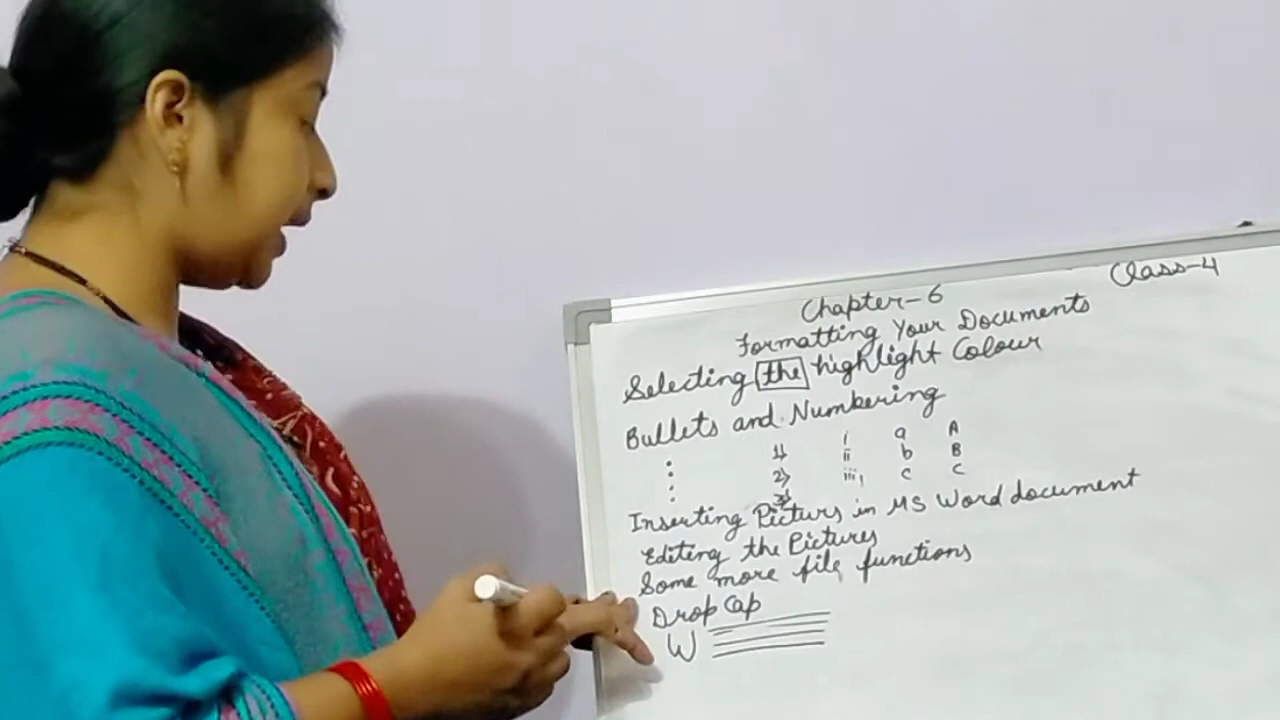 Class-4
Chapter-6
Formatting Your Documents
Selecting the highlight Colour
Bullets and Numbering
• 1) i a A
• 2) ii b B
• 3) iii, c C
Inserting Picturs in MS Word document
Editing the Pictures
Some more file functions
Drop Cap
W